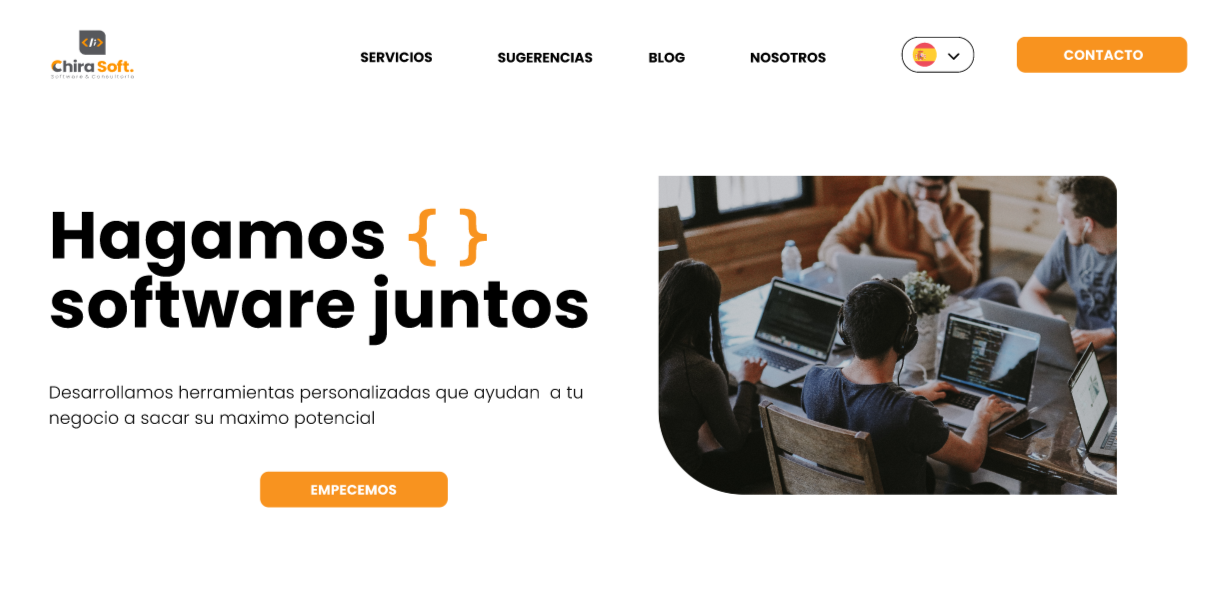 Chira Soft.
Software & Consultoria
SERVICIOS
SUGERENCIAS
BLOG
NOSOTROS
CONTACTO
Hagamos { }
software juntos
Desarrollamos herramientas personalizadas que ayudan  a tu
negocio a sacar su maximo potencial
EMPECEMOS